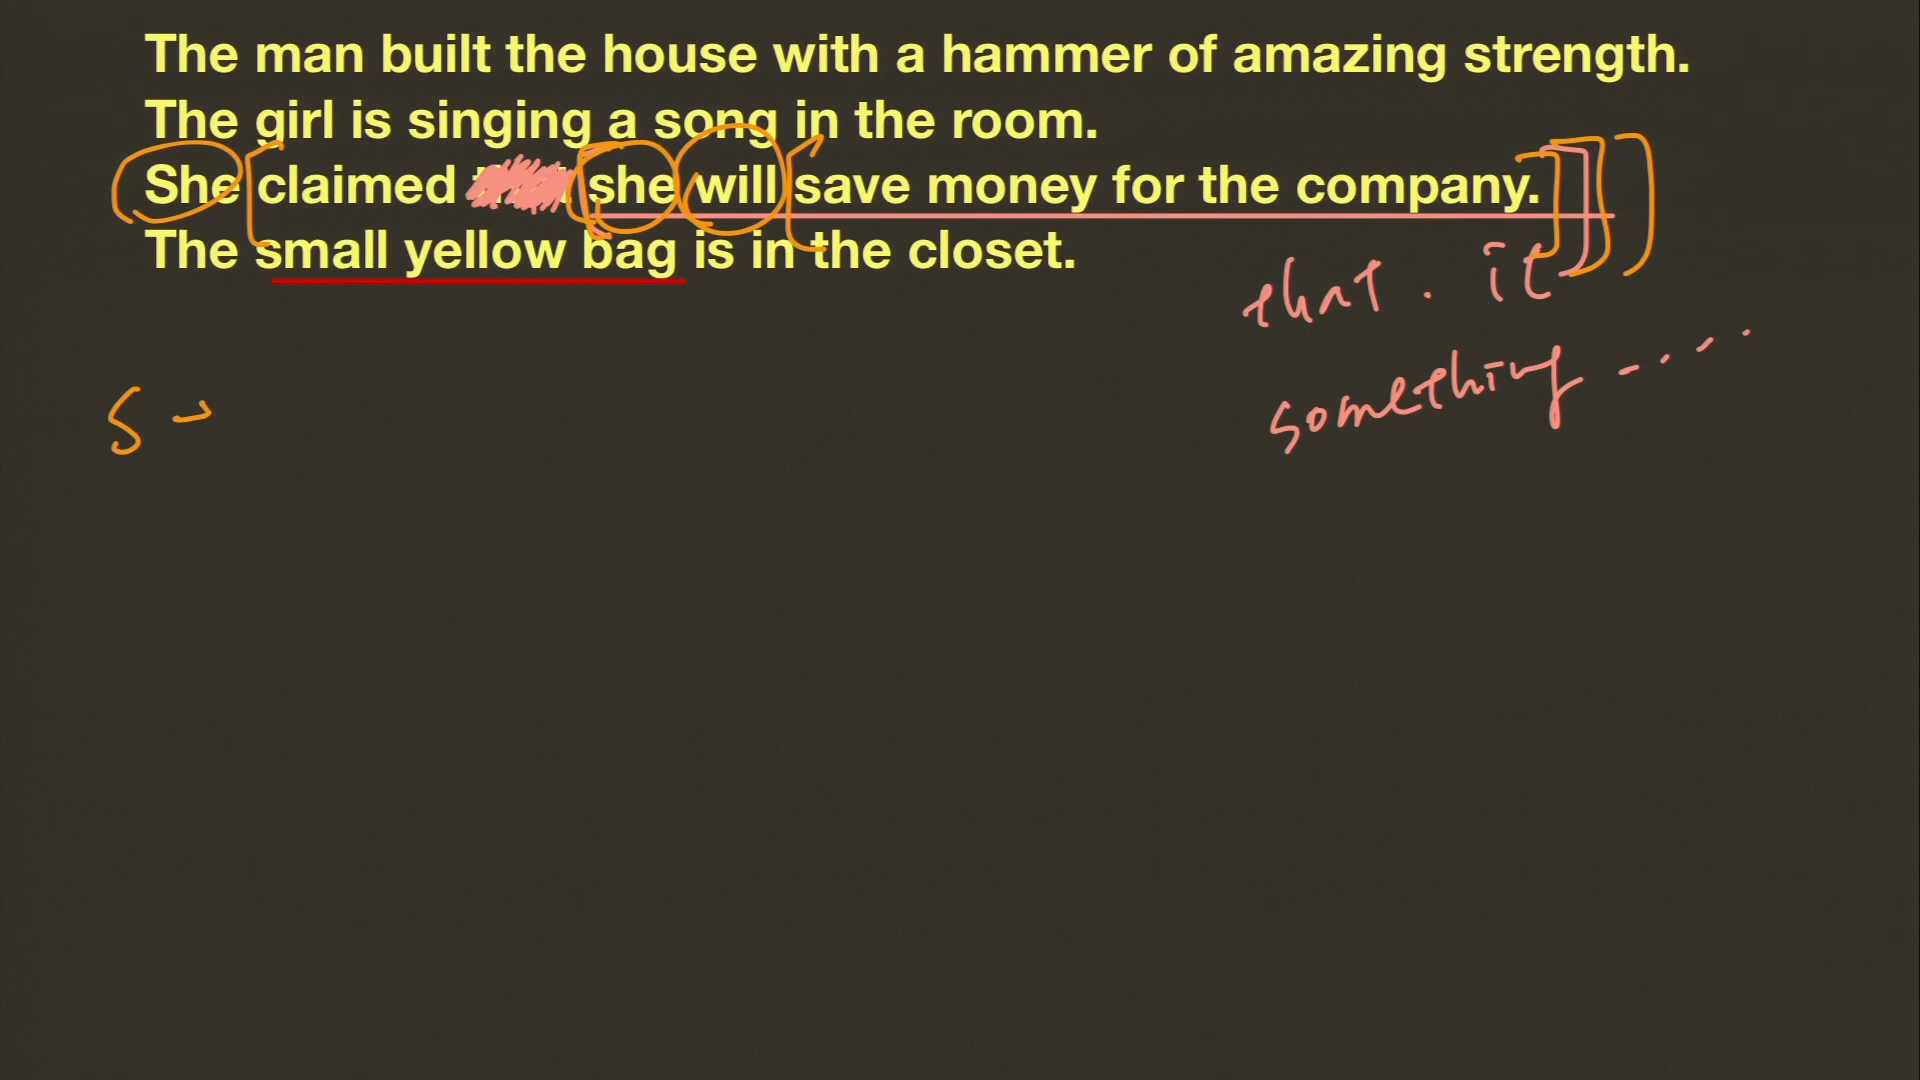 The man built the house with a hammer of amazing strength.
The girl is singing a song in the room.
She claimed that she will save money for the company.
The small yellow bag is in the closet.
that . it
something .....
S →